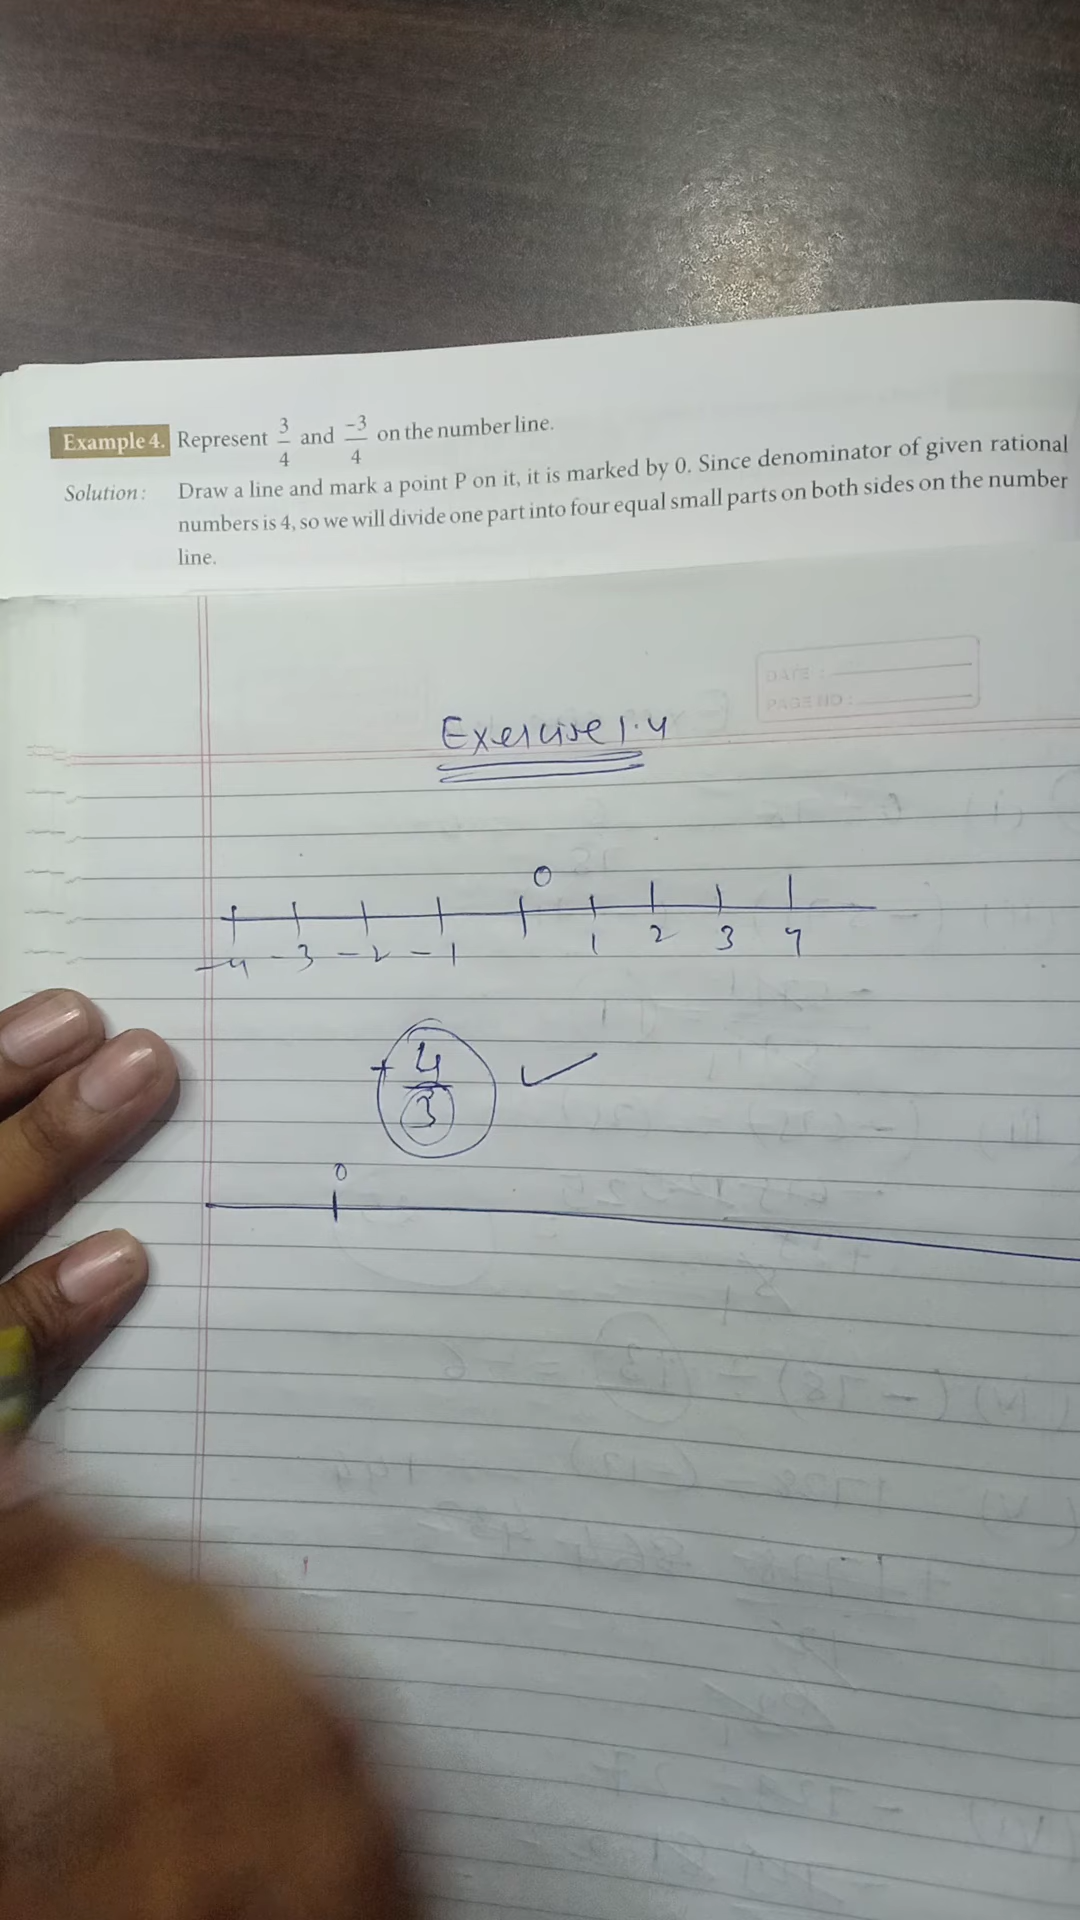 Example 4. Represent 3/4 and -3/4 on the number line.
Solution: Draw a line and mark a point P on it, it is marked by 0. Since denominator of given rational
numbers is 4, so we will divide one part into four equal small parts on both sides on the number
line.
DATE :
PAGE NO :
Exercise 1.4
0
-4 -3 -2 -1 1 2 3 4
+4/3 ✓
0